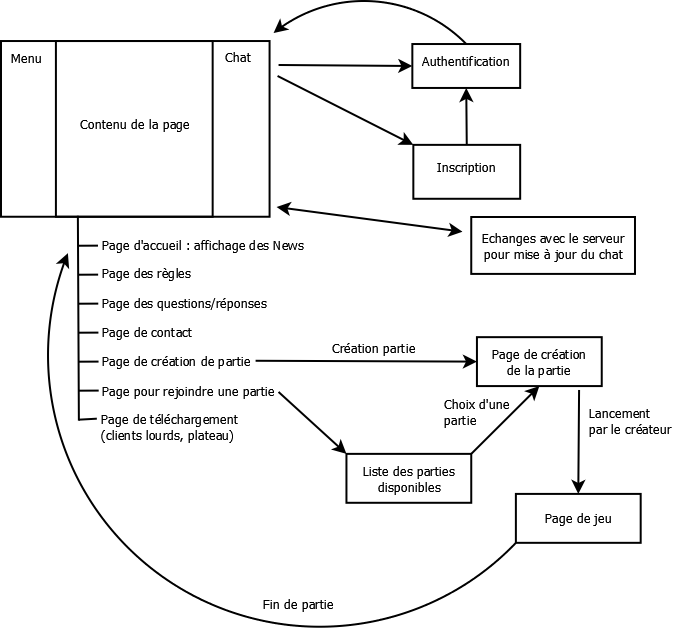 Menu
Contenu de la page
Chat
Authentification
Inscription
Echanges avec le serveur
pour mise à jour du chat
Page d'accueil : affichage des News
Page des règles
Page des questions/réponses
Page de contact
Page de création de partie
Page pour rejoindre une partie
Page de téléchargement
(clients lourds, plateau)
Création partie
Page de création
de la partie
Choix d'une
partie
Liste des parties
disponibles
Lancement
par le créateur
Page de jeu
Fin de partie